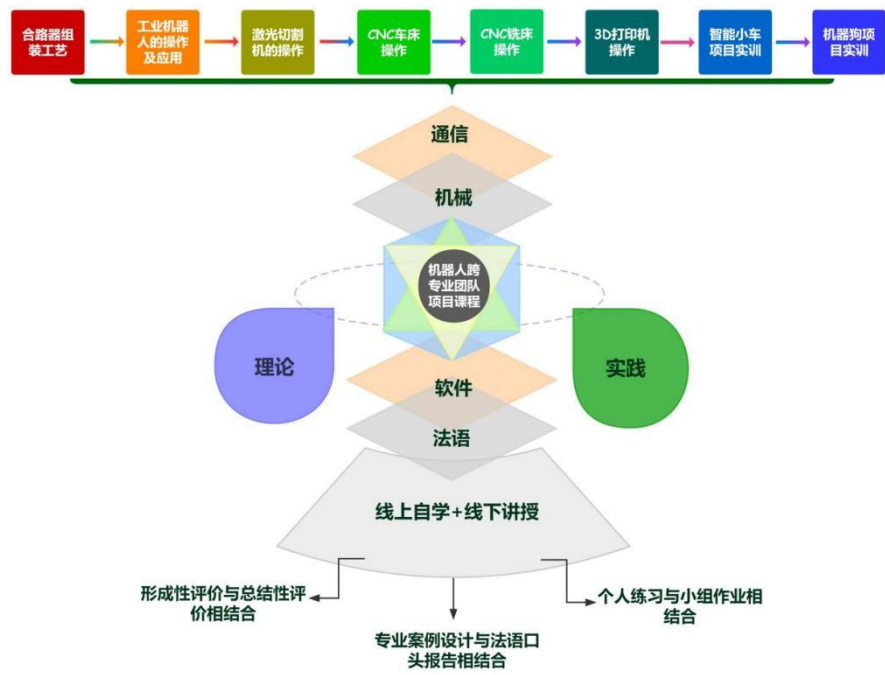 合路器组
装工艺
工业机器
人的操作
及应用
激光切割
机的操作
CNC车床
操作
CNC铣床
操作
3D打印机
操作
智能小车
项目实训
机器狗项
目实训
通信
机械
机器人跨
专业团队
项目课程
理论
实践
软件
法语
线上自学+线下讲授
形成性评价与总结性评
价相结合
个人练习与小组作业相
结合
专业案例设计与法语口
头报告相结合